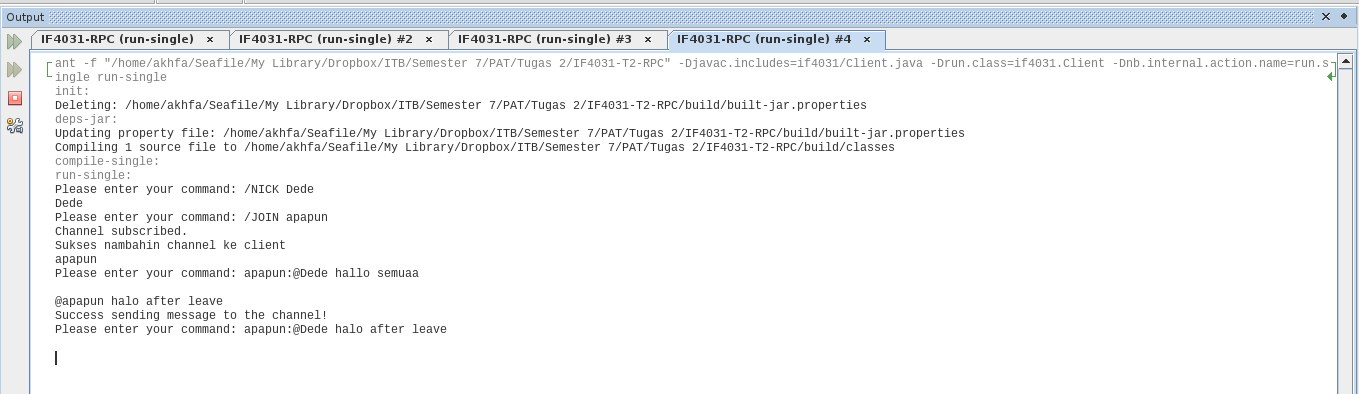 Output
IF4031-RPC (run-single) × IF4031-RPC (run-single) #2 × IF4031-RPC (run-single) #3 × IF4031-RPC (run-single) #4 ×
ant -f "/home/akhfa/Seafile/My Library/Dropbox/ITB/Semester 7/PAT/Tugas 2/IF4031-T2-RPC" -Djavac.includes=if4031/Client.java -Drun.class=if4031.Client -Dnb.internal.action.name=run.s
ingle run-single
init:
Deleting: /home/akhfa/Seafile/My Library/Dropbox/ITB/Semester 7/PAT/Tugas 2/IF4031-T2-RPC/build/built-jar.properties
deps-jar:
Updating property file: /home/akhfa/Seafile/My Library/Dropbox/ITB/Semester 7/PAT/Tugas 2/IF4031-T2-RPC/build/built-jar.properties
Compiling 1 source file to /home/akhfa/Seafile/My Library/Dropbox/ITB/Semester 7/PAT/Tugas 2/IF4031-T2-RPC/build/classes
compile-single:
run-single:
Please enter your command: /NICK Dede
Dede
Please enter your command: /JOIN apapun
Channel subscribed.
Sukses nambahin channel ke client
apapun
Please enter your command: apapun:@Dede hallo semuaa
@apapun halo after leave
Success sending message to the channel!
Please enter your command: apapun:@Dede halo after leave